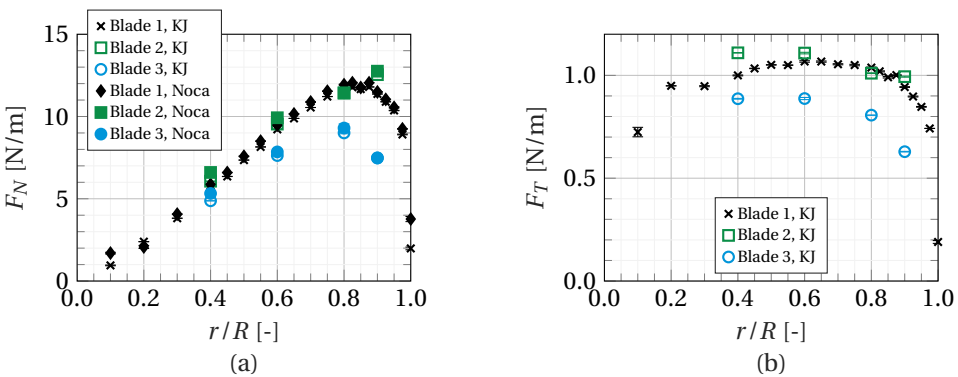 15
10
5
0
F_N [N/m]
Blade 1, KJ
Blade 2, KJ
Blade 3, KJ
Blade 1, Noca
Blade 2, Noca
Blade 3, Noca
0.0 0.2 0.4 0.6 0.8 1.0
r/R [-]
(a)
1.0
0.5
0.0
F_T [N/m]
Blade 1, KJ
Blade 2, KJ
Blade 3, KJ
0.0 0.2 0.4 0.6 0.8 1.0
r/R [-]
(b)